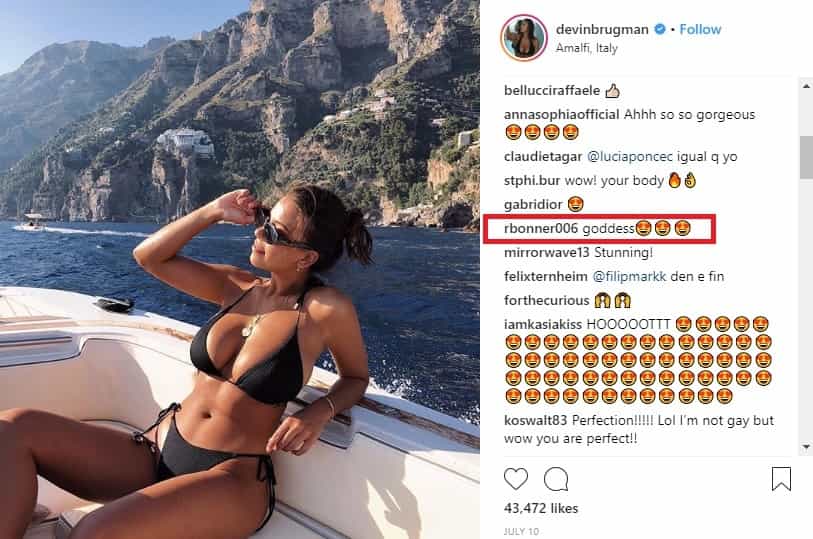 devinbrugman • Follow
Amalfi, Italy
bellucciraffaele 👍🏻
annasophiaofficial Ahhh so so gorgeous
😍😍😍😍
claudietagar @luciaponcec igual q yo
stphi.bur wow! your body 🔥👌
gabridior 😍
rbonner006 goddess😍😍😍
mirrorwave13 Stunning!
felixternheim @filipmarkk den e fin
forthecurious 🙌🙌
iamkasiakiss HOOOOOTTT 😍😍😍😍😍
😍😍😍😍😍😍😍😍😍😍😍😍😍😍😍
😍😍😍😍😍😍😍😍😍😍😍😍😍😍😍
😍😍😍😍😍😍😍😍😍😍😍😍😍😍😍
😍😍😍😍😍😍😍😍😍😍😍😍😍
koswalt83 Perfection!!!!! Lol I'm not gay but
wow you are perfect!!
43,472 likes
JULY 10